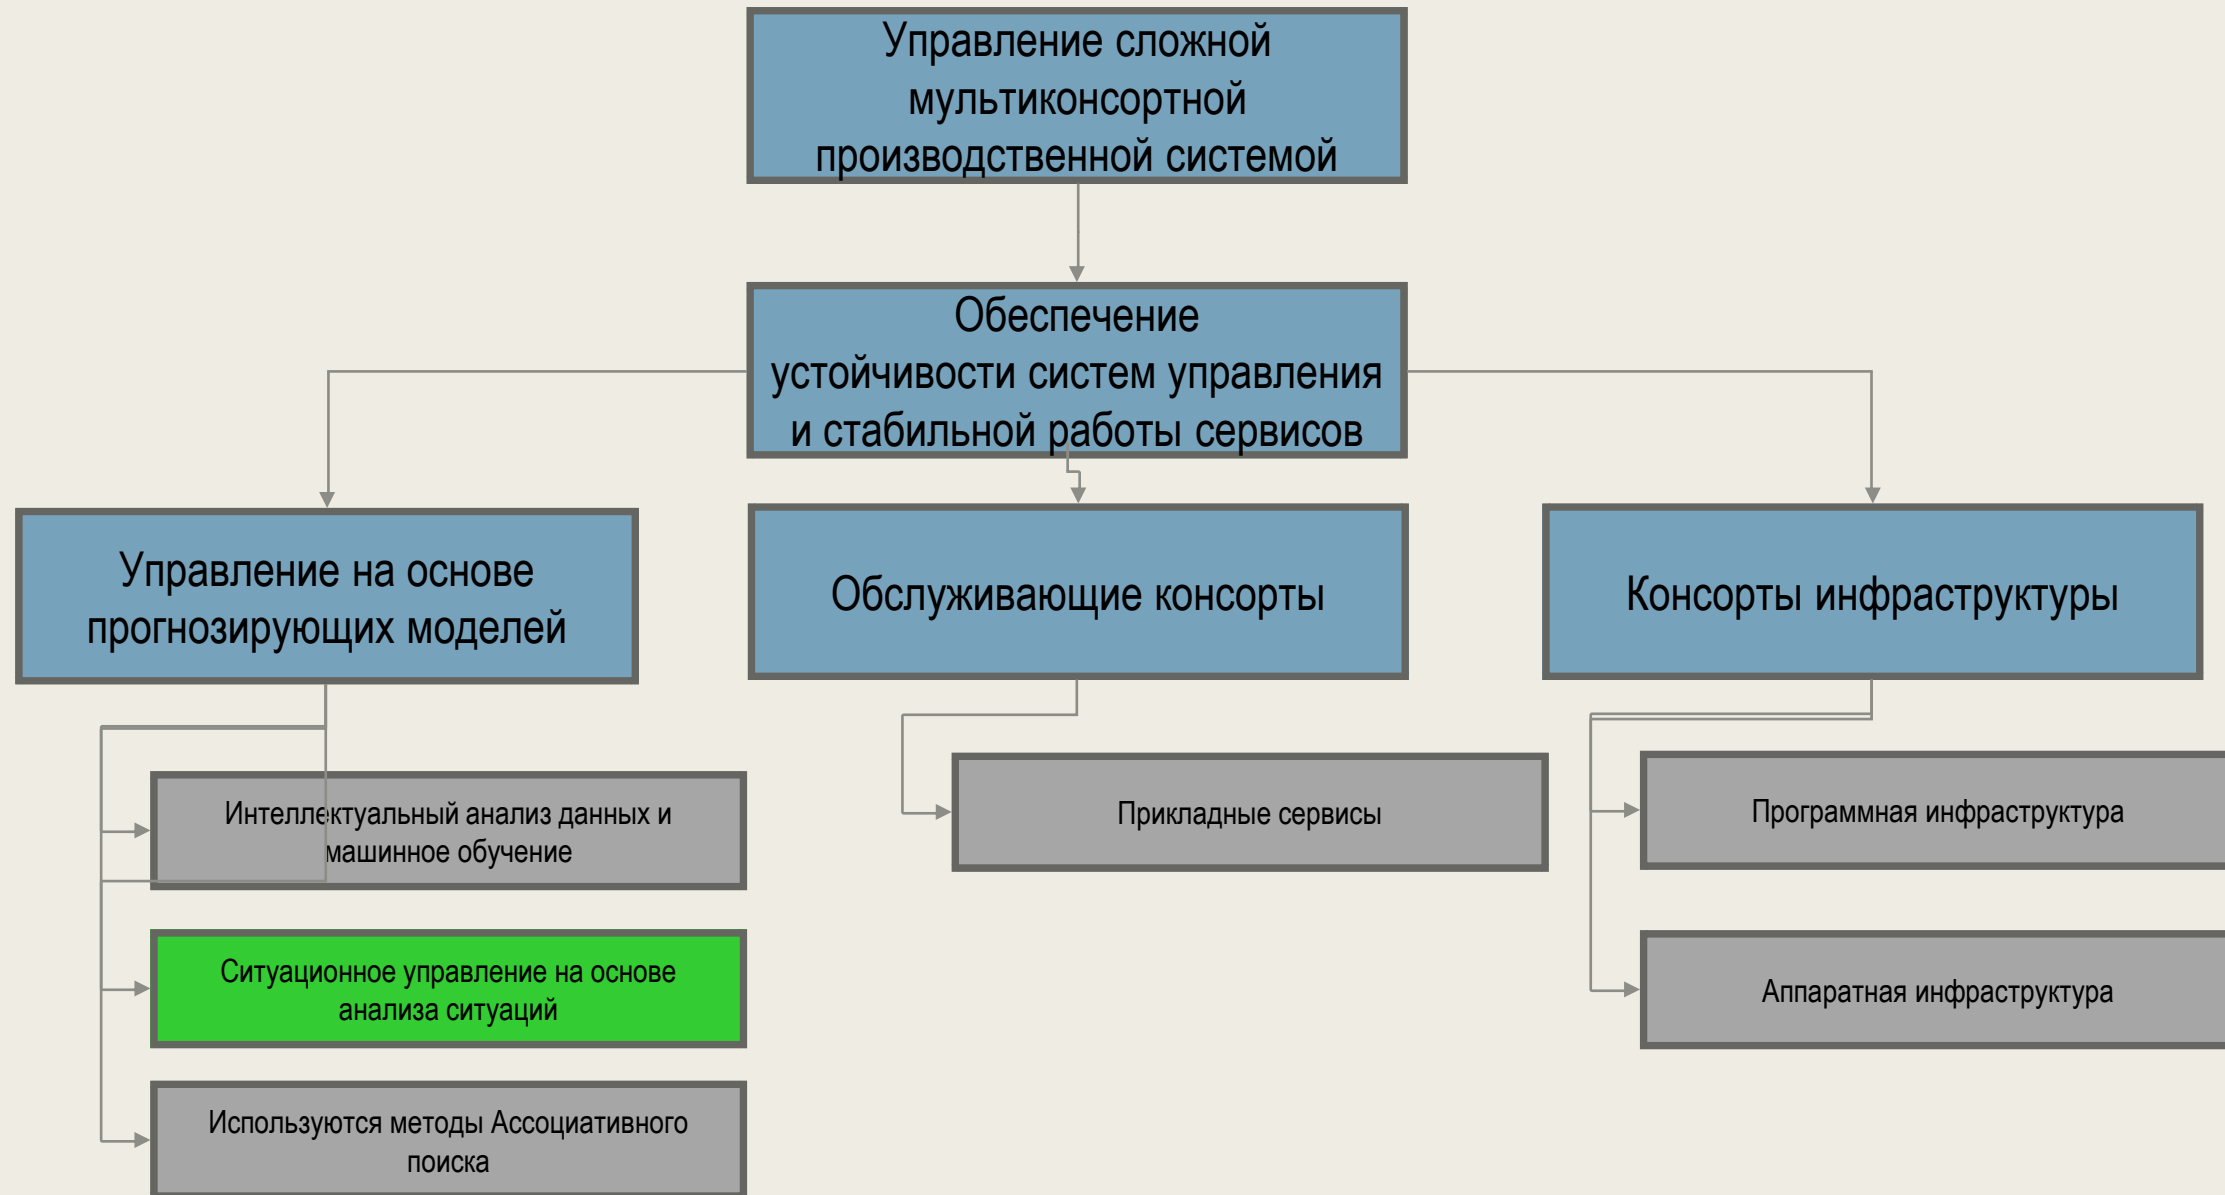 Управление сложной
мультиконсортной
производственной системой
Обеспечение
устойчивости систем управления
и стабильной работы сервисов
Управление на основе
прогнозирующих моделей
Обслуживающие консорты
Консорты инфраструктуры
Интеллектуальный анализ данных и
машинное обучение
Прикладные сервисы
Программная инфраструктура
Ситуационное управление на основе
анализа ситуаций
Аппаратная инфраструктура
Используются методы Ассоциативного
поиска